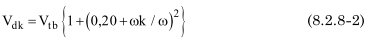 V_dk = V_tb {1+(0,20 + ωk / ω)²} (8.2.8-2)